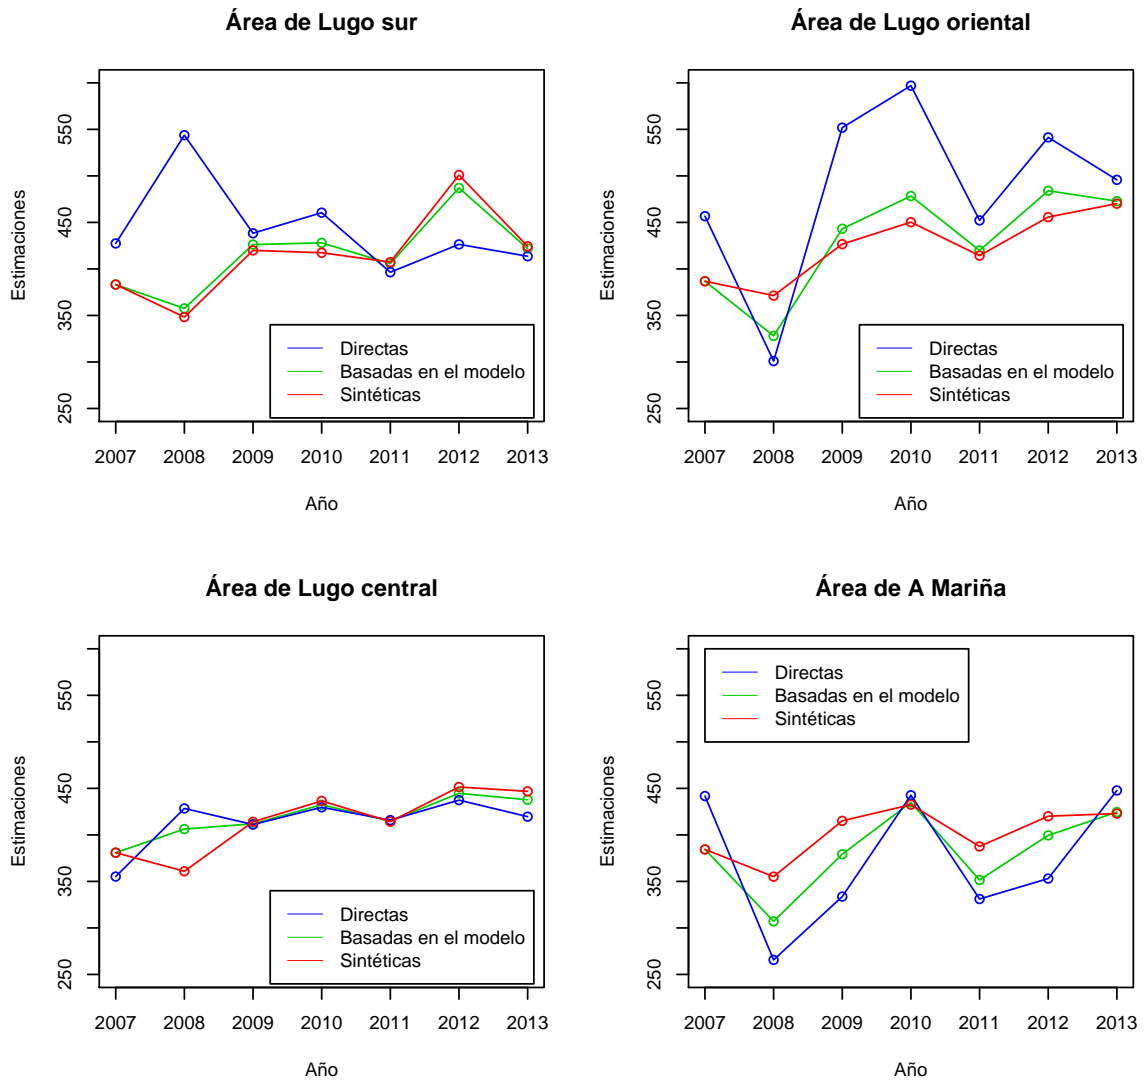 Área de Lugo sur
Estimaciones
550
450
350
250
Directas
Basadas en el modelo
Sintéticas
2007 2008 2009 2010 2011 2012 2013
Año
Área de Lugo oriental
Estimaciones
550
450
350
250
Directas
Basadas en el modelo
Sintéticas
2007 2008 2009 2010 2011 2012 2013
Año
Área de Lugo central
Estimaciones
550
450
350
250
Directas
Basadas en el modelo
Sintéticas
2007 2008 2009 2010 2011 2012 2013
Año
Área de A Mariña
Estimaciones
550
450
350
250
Directas
Basadas en el modelo
Sintéticas
2007 2008 2009 2010 2011 2012 2013
Año